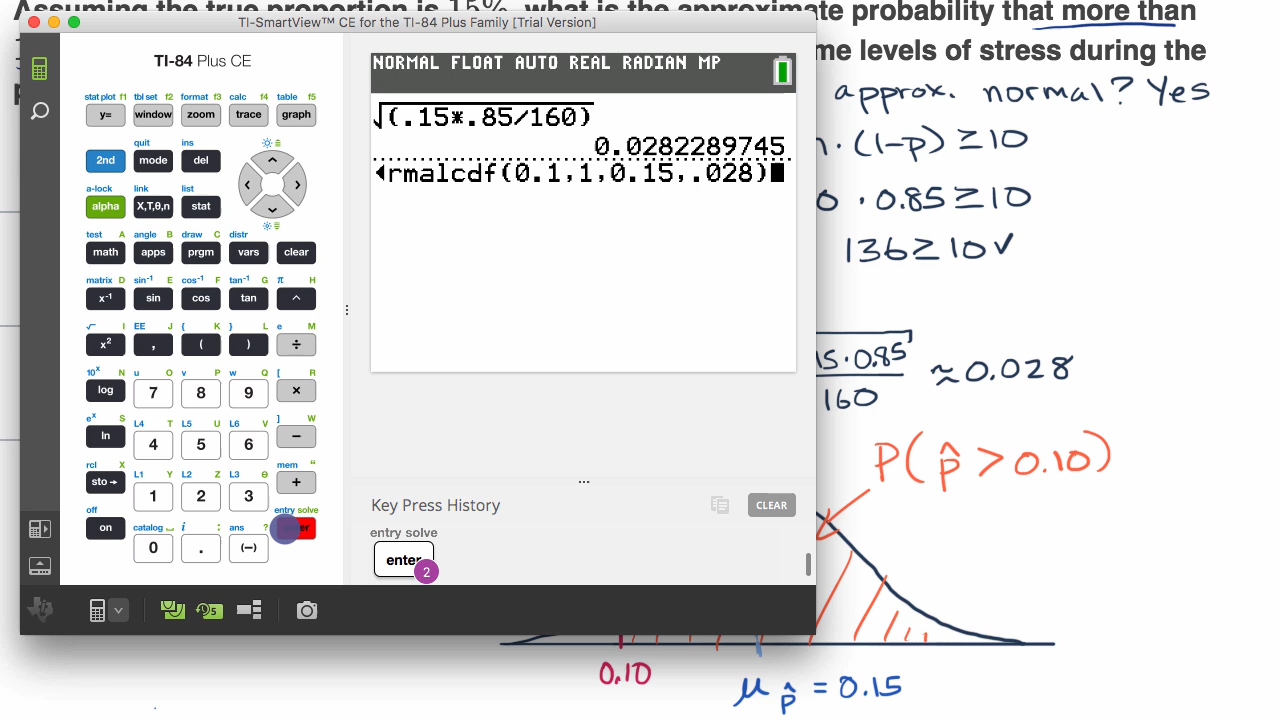 Assuming the true proportion is 15%, what is the approximate probability that more than
me levels of stress during the
TI-SmartView™ CE for the TI-84 Plus Family [Trial Version]
TI-84 Plus CE
stat plot f1 tbl set f2 format f3 calc f4 table f5
y= window zoom trace graph
quit ins
2nd mode del
a-lock link list
alpha X,T,θ,n stat
test A angle B draw C distr
math apps prgm vars clear
matrix D sin⁻¹ E cos⁻¹ F tan⁻¹ G π H
x⁻¹ sin cos tan ^
√ I EE J { K } L e M
x² , ( ) ÷
10ˣ N u O v P w Q [ R
log 7 8 9 ×
eˣ S L4 T L5 U L6 V ] W
ln 4 5 6 −
rcl X L1 Y L2 Z L3 θ mem "
sto→ 1 2 3 +
off catalog i : ans ? entry solve
on 0 . (−)
NORMAL FLOAT AUTO REAL RADIAN MP
√(.15*.85/160)
0.0282289745
rmalcdf(0.1,1,0.15,.028)
Key Press History
CLEAR
entry solve
enter
2
5
approx. normal? Yes
· (1-p) ≥10
· 0.85 ≥10
136≥10 ✓
15·0.85
160
≈0.028
P(p̂ > 0.10)
0.10
μp̂ = 0.15